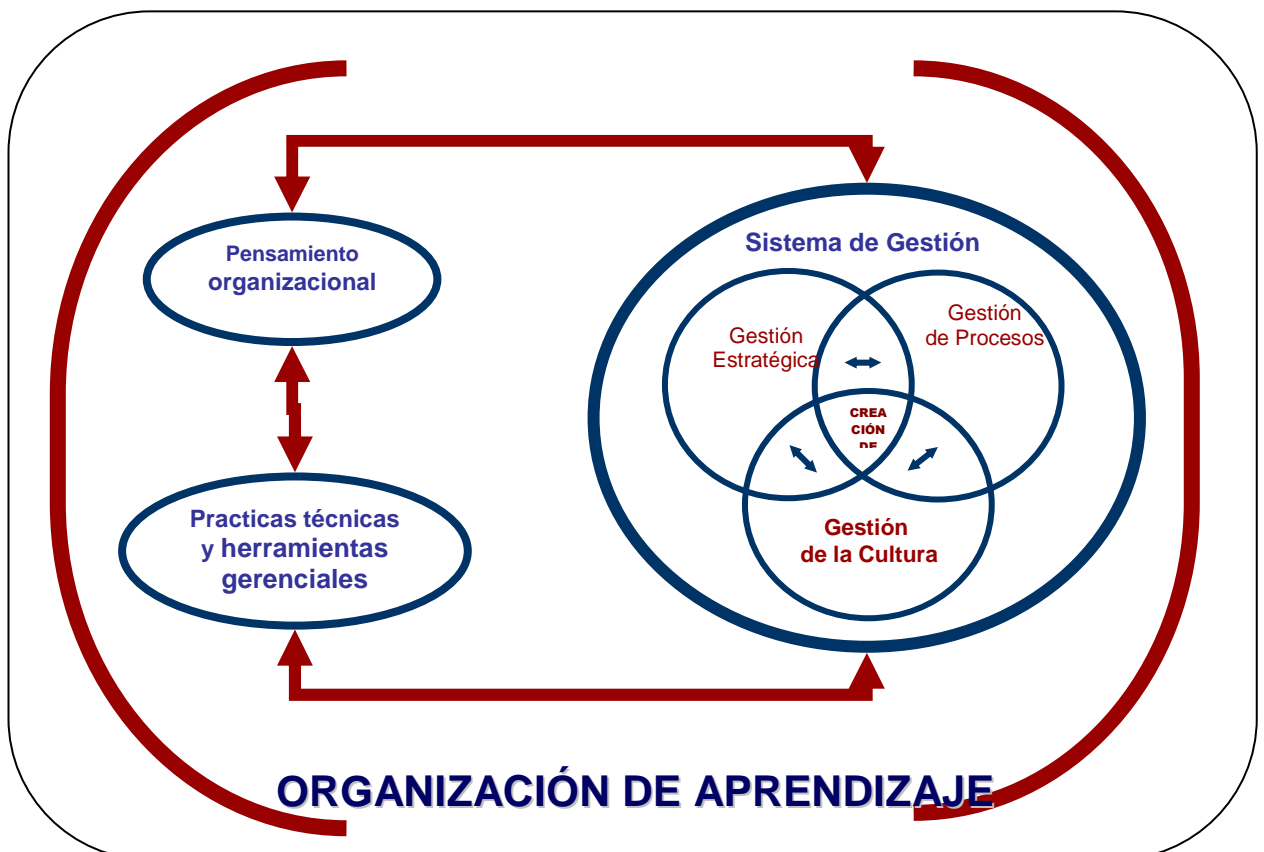 Pensamiento
organizacional
Practicas técnicas
y herramientas
gerenciales
Sistema de Gestión
Gestión
Estratégica
Gestión
de Procesos
CREA
CIÓN
DE
Gestión
de la Cultura
ORGANIZACIÓN DE APRENDIZAJE